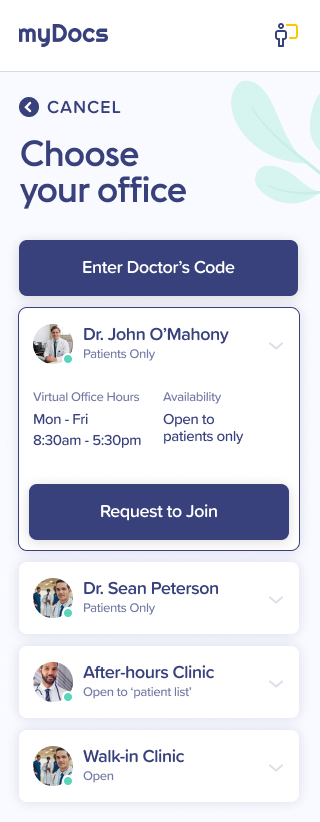 myDocs
CANCEL
Choose
your office
Enter Doctor’s Code
Dr. John O’Mahony
Patients Only
Virtual Office Hours
Mon - Fri
8:30am - 5:30pm
Availability
Open to
patients only
Request to Join
Dr. Sean Peterson
Patients Only
After-hours Clinic
Open to ‘patient list’
Walk-in Clinic
Open